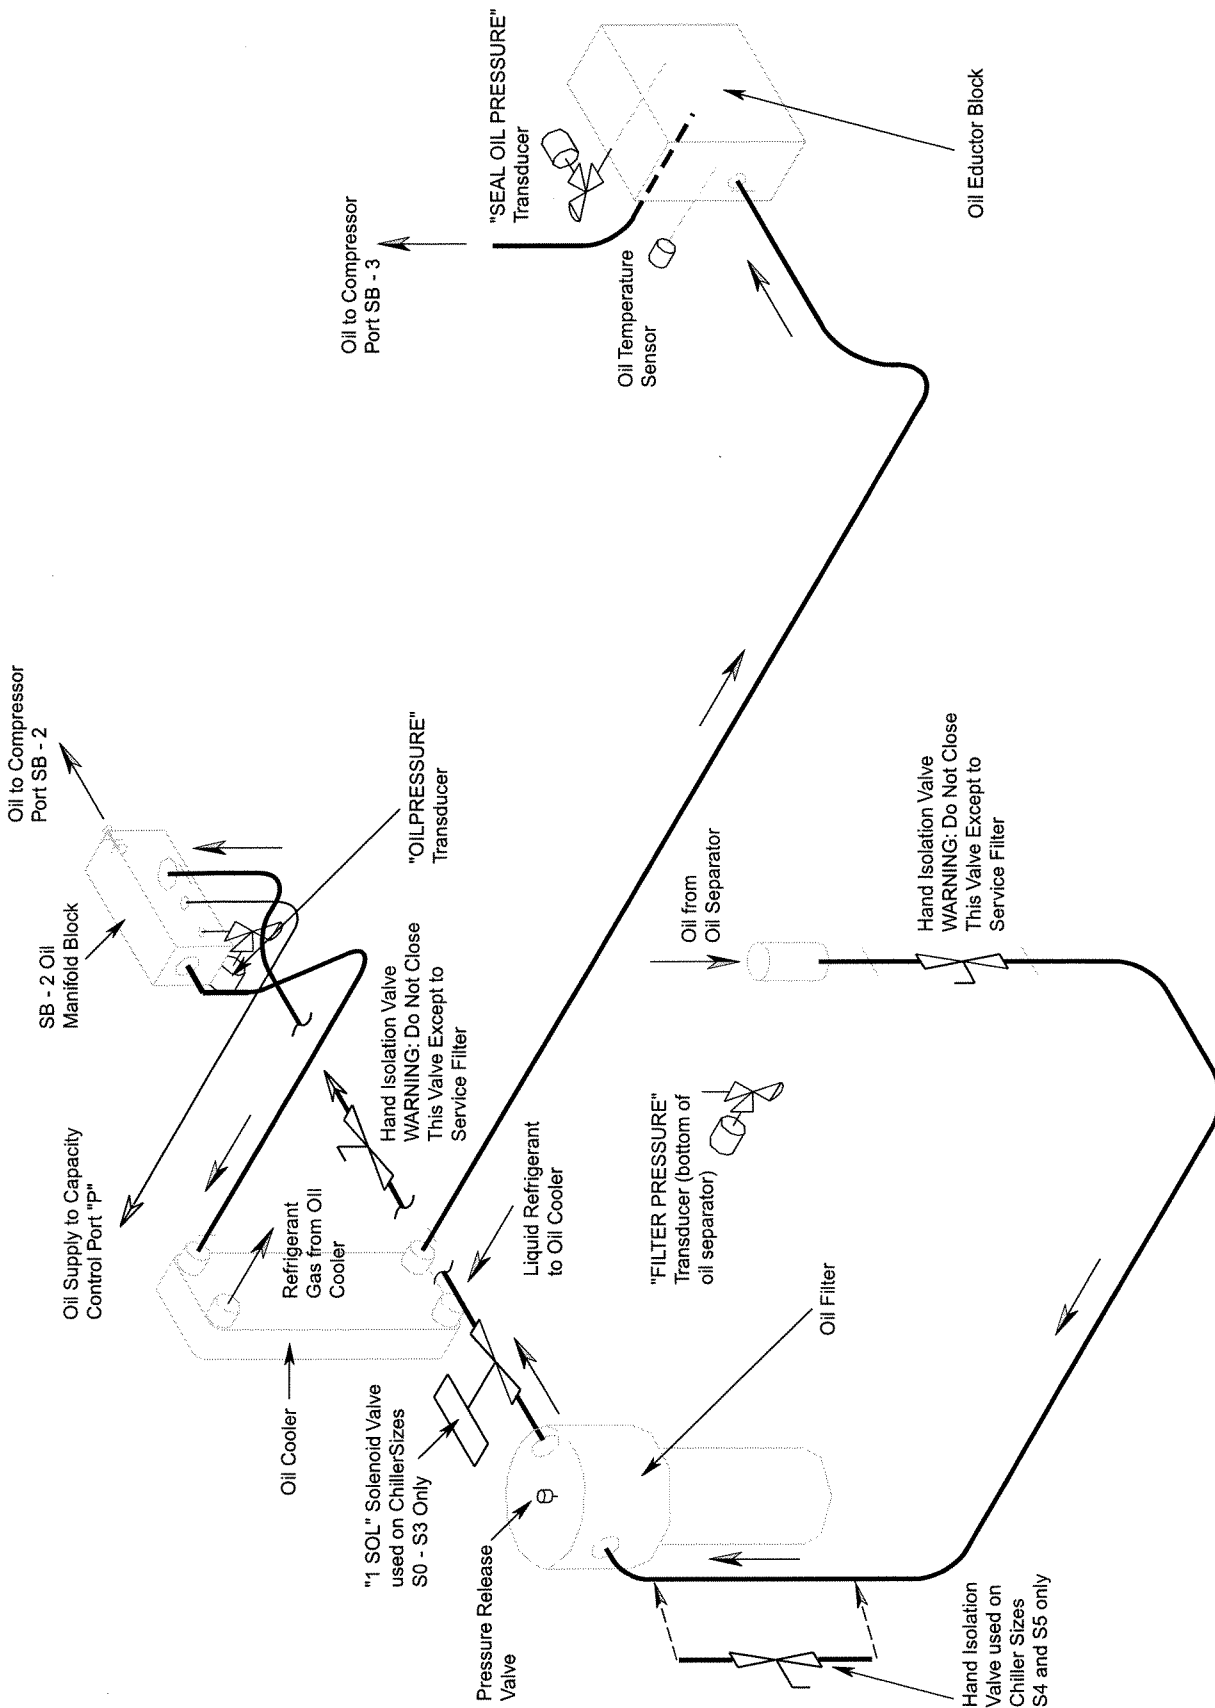 "SEAL OIL PRESSURE"
Transducer
Oil to Compressor
Port SB - 3
Oil Temperature
Sensor
Oil Eductor Block
Oil to Compressor
Port SB - 2
SB - 2 Oil
Manifold Block
"OILPRESSURE"
Transducer
Oil Supply to Capacity
Control Port "P"
Hand Isolation Valve
WARNING: Do Not Close
This Valve Except to
Service Filter
Oil from
Oil Separator
Hand Isolation Valve
WARNING: Do Not Close
This Valve Except to
Service Filter
Refrigerant
Gas from OIl
Cooler
Liquid Refrigerant
to Oil Cooler
"FILTER PRESSURE"
Transducer (bottom of
oil separator)
Oil Cooler
Oil Filter
"1 SOL" Solenoid Valve
used on ChillerSizes
S0 - S3 Only
Pressure Release
Valve
Hand Isolation
Valve used on
Chiller Sizes
S4 and S5 only